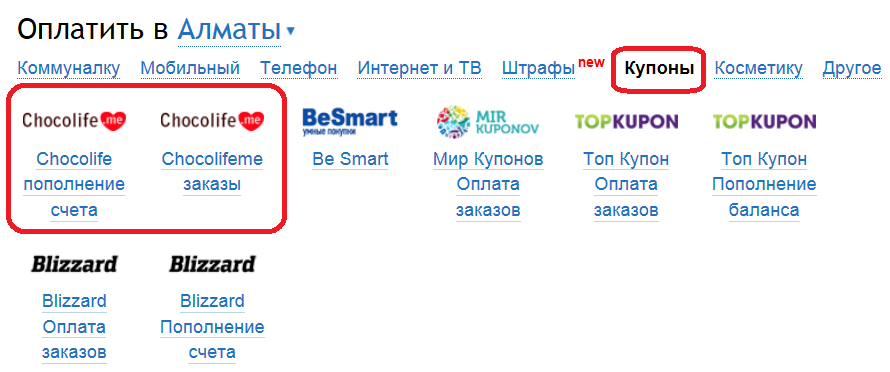 Оплатить в Алматы
Коммуналку Мобильный Телефон Интернет и ТВ Штрафы new Купоны Косметику Другое
Chocolife.me Chocolife.me BeSmart умные покупки MIR KUPONOV TOPKUPON TOPKUPON
Chocolife Chocolifeme Be Smart Мир Купонов Топ Купон Топ Купон
пополнение заказы Оплата Оплата Пополнение
счета заказов заказов баланса
Blizzard Blizzard
Blizzard Blizzard
Оплата Пополнение
заказов счета